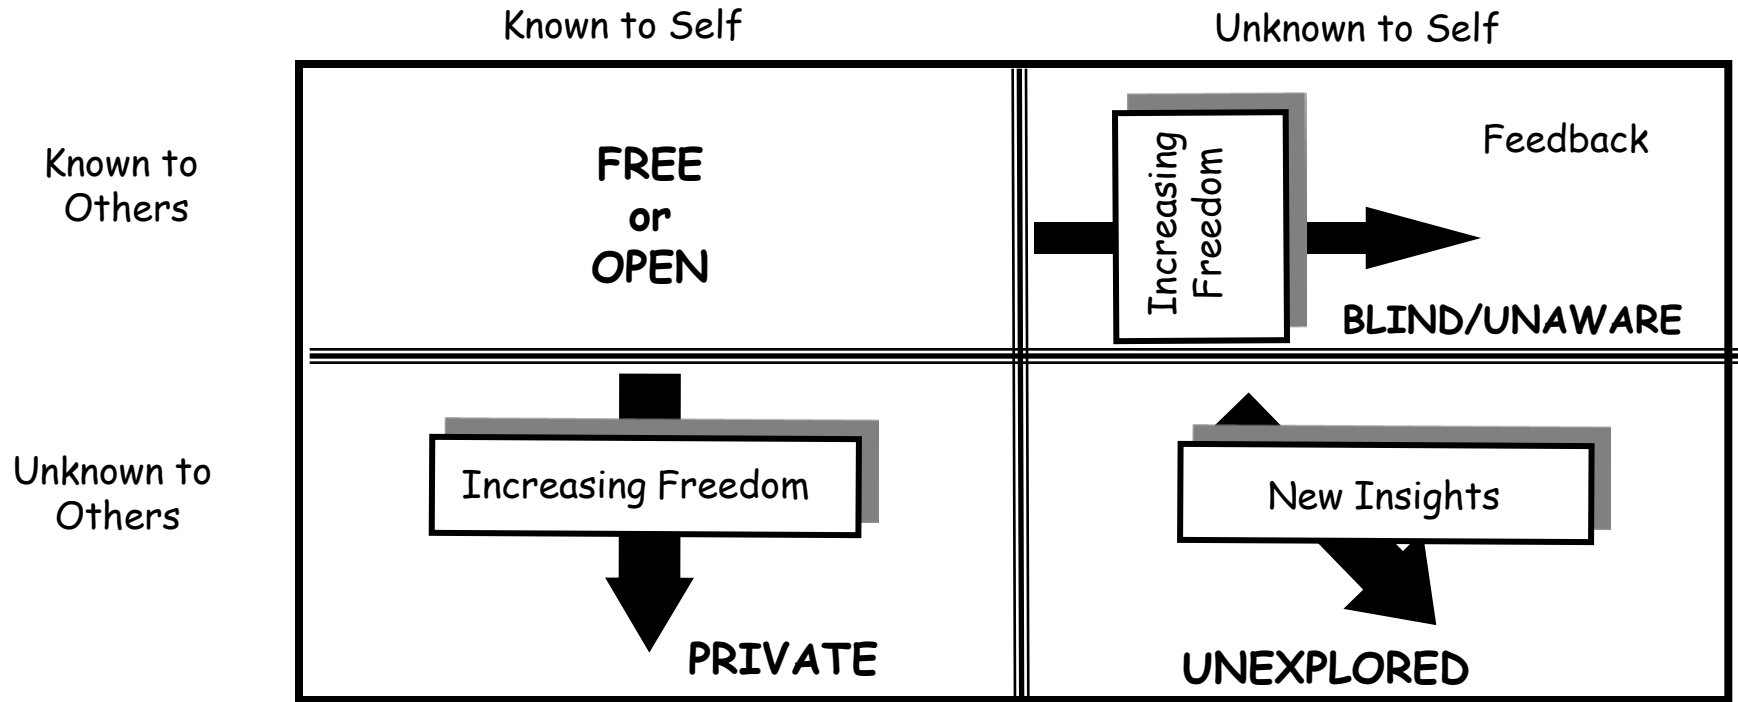 Known to Self
Unknown to Self
Known to
Others
FREE
or
OPEN
Increasing
Freedom
Feedback
BLIND/UNAWARE
Unknown to
Others
Increasing Freedom
PRIVATE
New Insights
UNEXPLORED